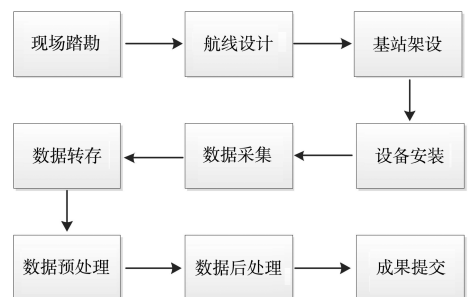 现场踏勘
航线设计
基站架设
设备安装
数据采集
数据转存
数据预处理
数据后处理
成果提交